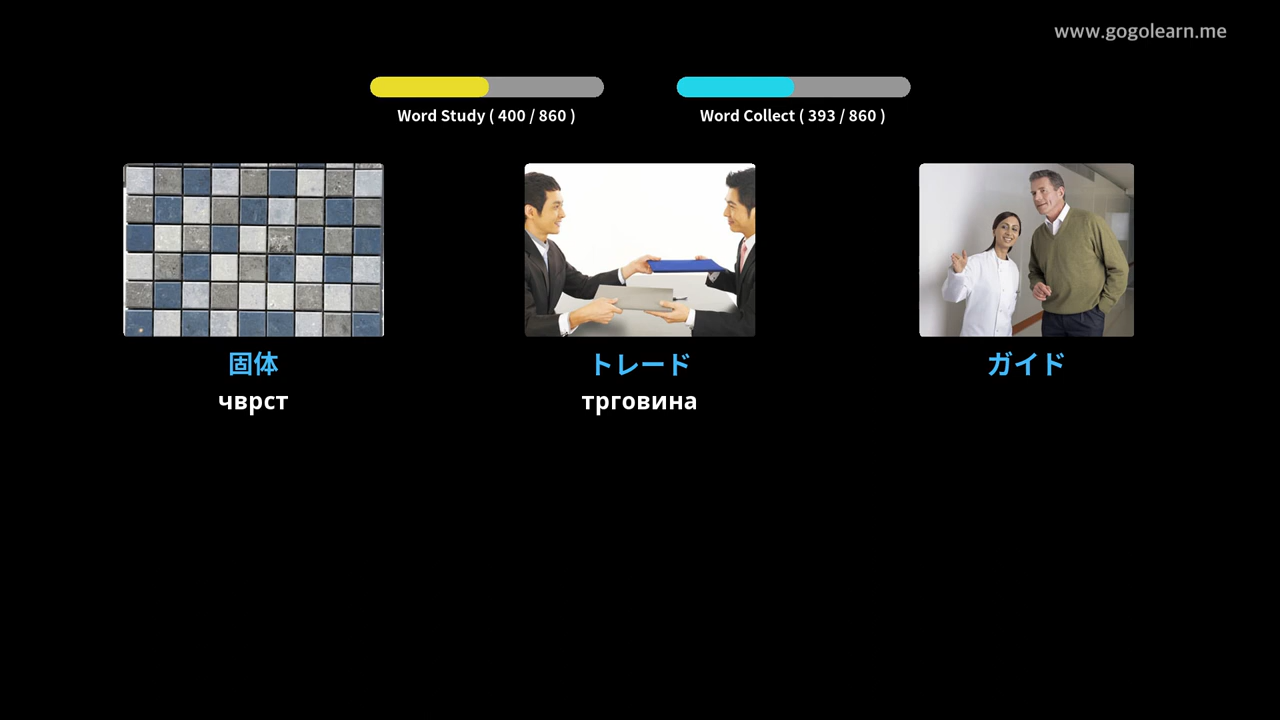 www.gogolearn.me
Word Study ( 400 / 860 )
Word Collect ( 393 / 860 )
固体
トレード
ガイド
чврст
трговина